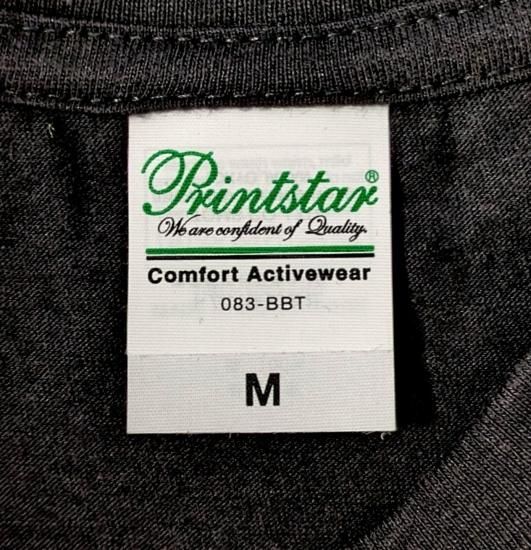 Printstar®
We are confident of Quality.
Comfort Activewear
083-BBT
M